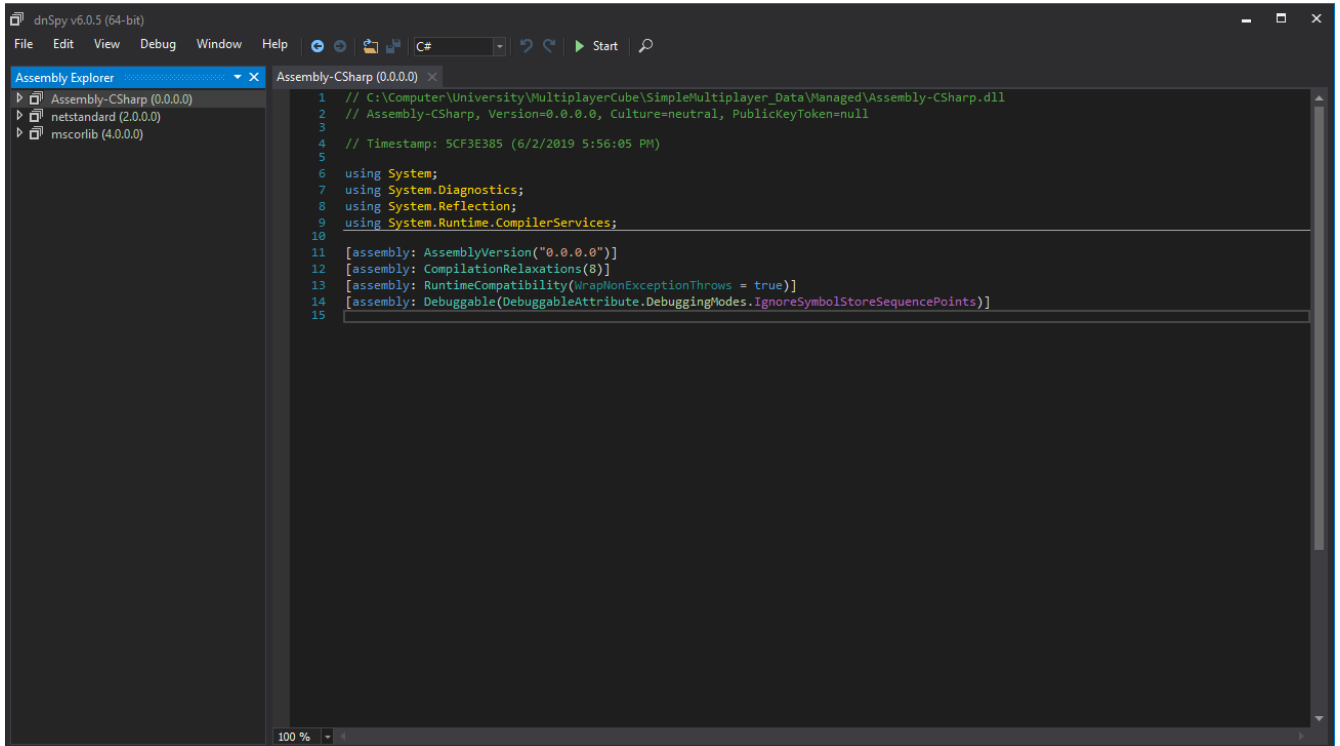 dnSpy v6.0.5 (64-bit)
File Edit View Debug Window Help C# Start
Assembly Explorer
Assembly-CSharp (0.0.0.0)
netstandard (2.0.0.0)
mscorlib (4.0.0.0)
Assembly-CSharp (0.0.0.0)
1 // C:\Computer\University\MultiplayerCube\SimpleMultiplayer_Data\Managed\Assembly-CSharp.dll
2 // Assembly-CSharp, Version=0.0.0.0, Culture=neutral, PublicKeyToken=null
3
4 // Timestamp: 5CF3E385 (6/2/2019 5:56:05 PM)
5
6 using System;
7 using System.Diagnostics;
8 using System.Reflection;
9 using System.Runtime.CompilerServices;
10
11 [assembly: AssemblyVersion("0.0.0.0")]
12 [assembly: CompilationRelaxations(8)]
13 [assembly: RuntimeCompatibility(WrapNonExceptionThrows = true)]
14 [assembly: Debuggable(DebuggableAttribute.DebuggingModes.IgnoreSymbolStoreSequencePoints)]
15
100 %